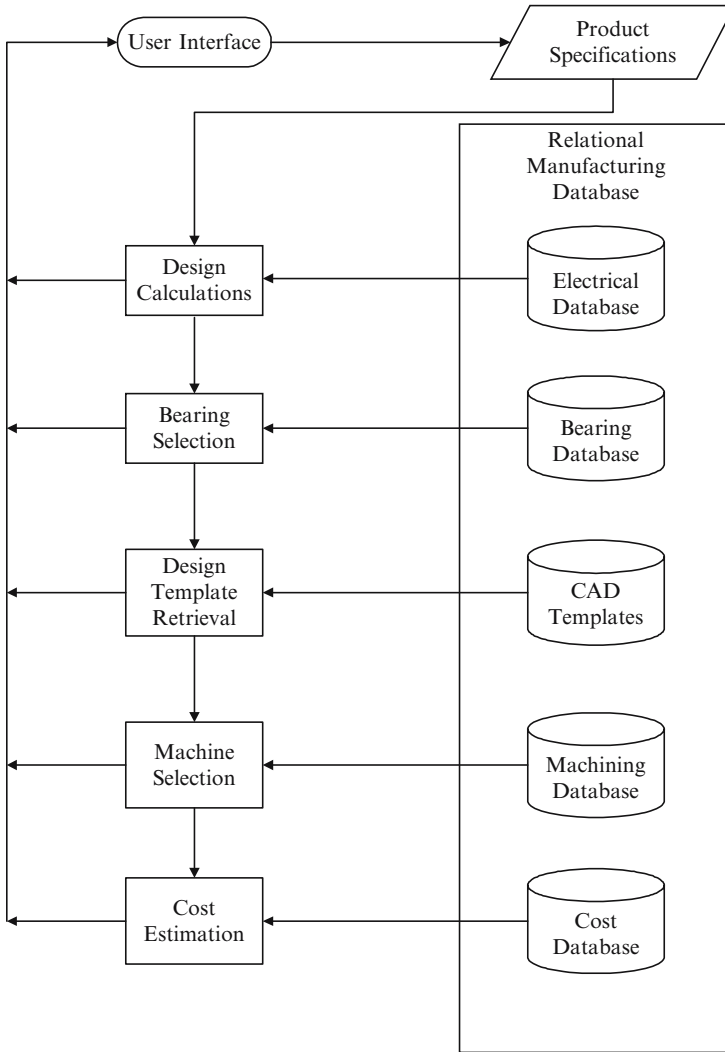 User Interface
Product
Specifications
Relational
Manufacturing
Database
Design
Calculations
Electrical
Database
Bearing
Selection
Bearing
Database
Design
Template
Retrieval
CAD
Templates
Machine
Selection
Machining
Database
Cost
Estimation
Cost
Database